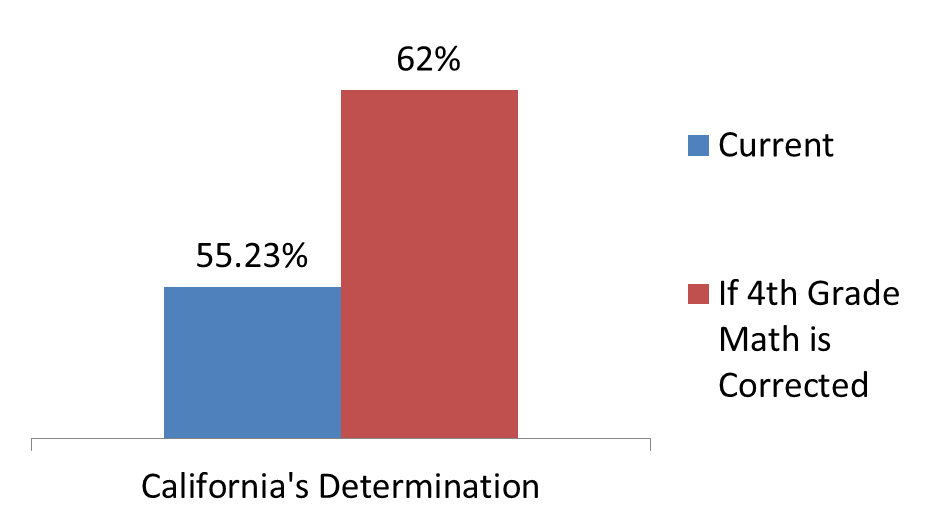 62%
55.23%
California's Determination
Current
If 4th Grade
Math is
Corrected